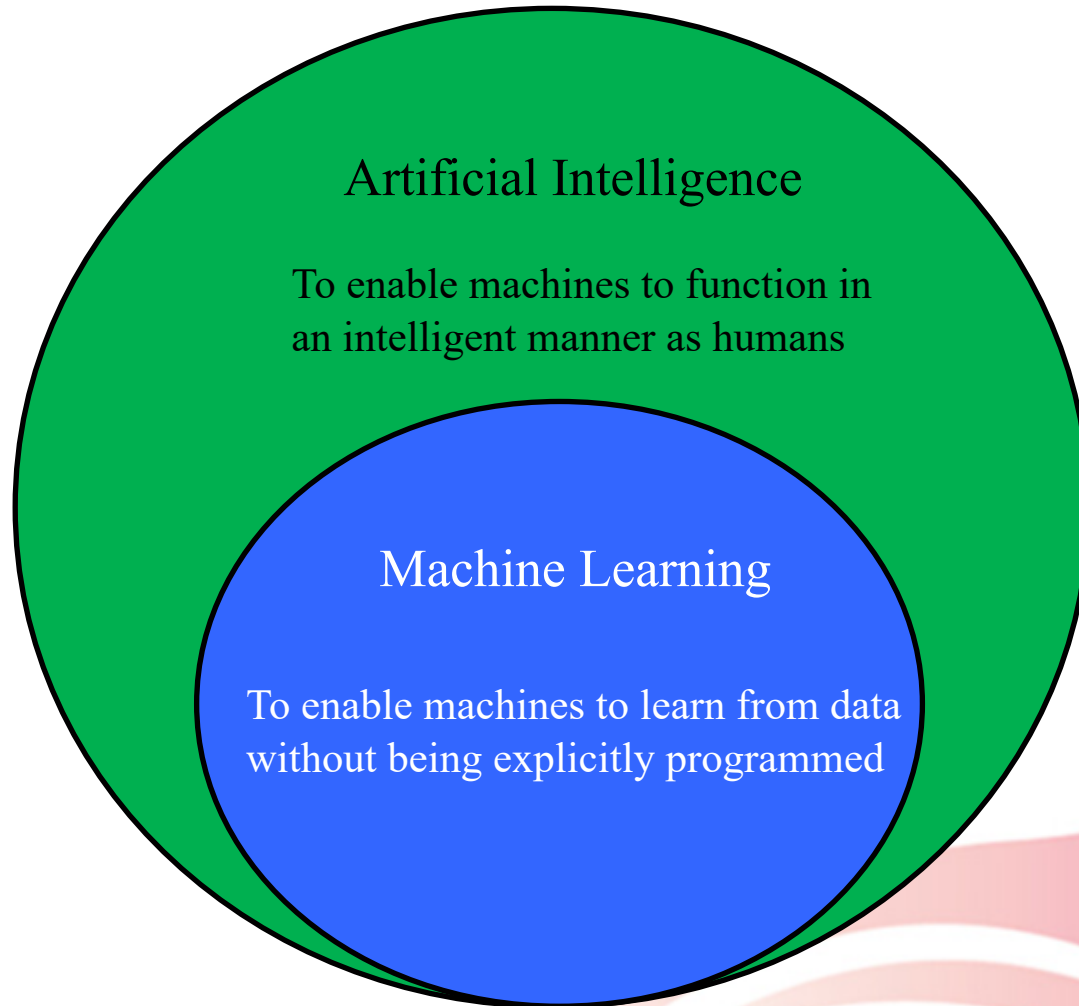 Artificial Intelligence
To enable machines to function in
an intelligent manner as humans
Machine Learning
To enable machines to learn from data
without being explicitly programmed